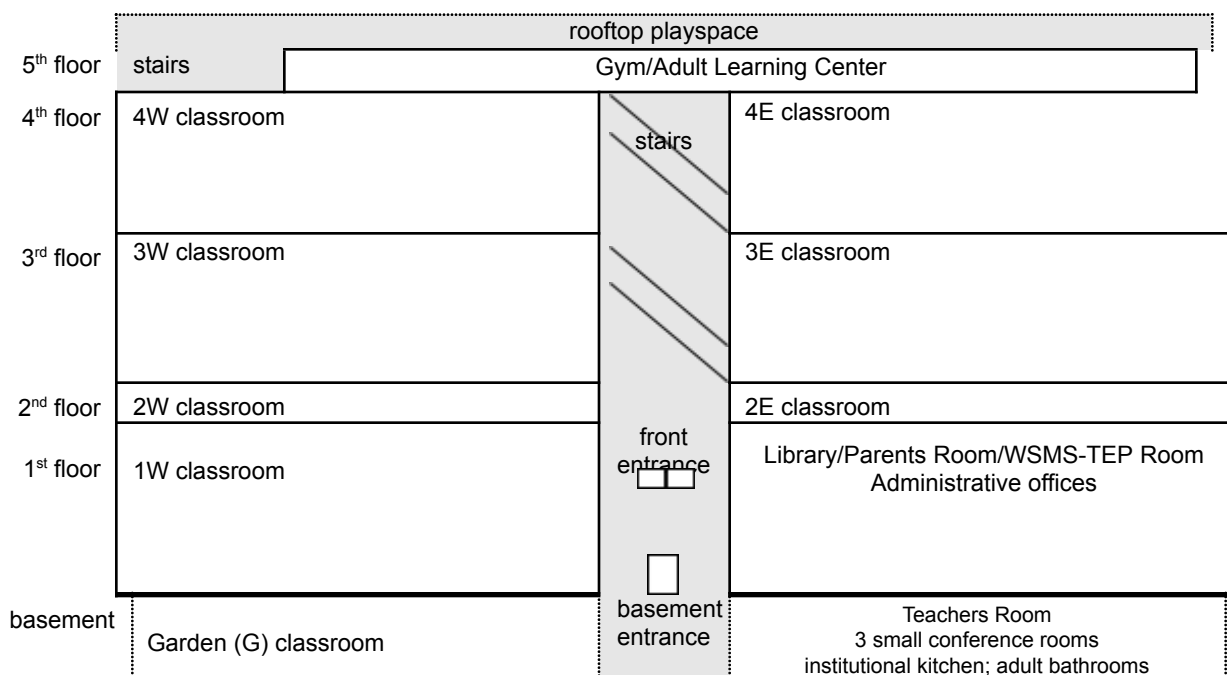 rooftop playspace
5th floor stairs Gym/Adult Learning Center
4th floor 4W classroom stairs 4E classroom
3rd floor 3W classroom 3E classroom
2nd floor 2W classroom 2E classroom
1st floor 1W classroom
front
entrance
Library/Parents Room/WSMS-TEP Room
Administrative offices
basement
Garden (G) classroom
basement
entrance
Teachers Room
3 small conference rooms
institutional kitchen; adult bathrooms